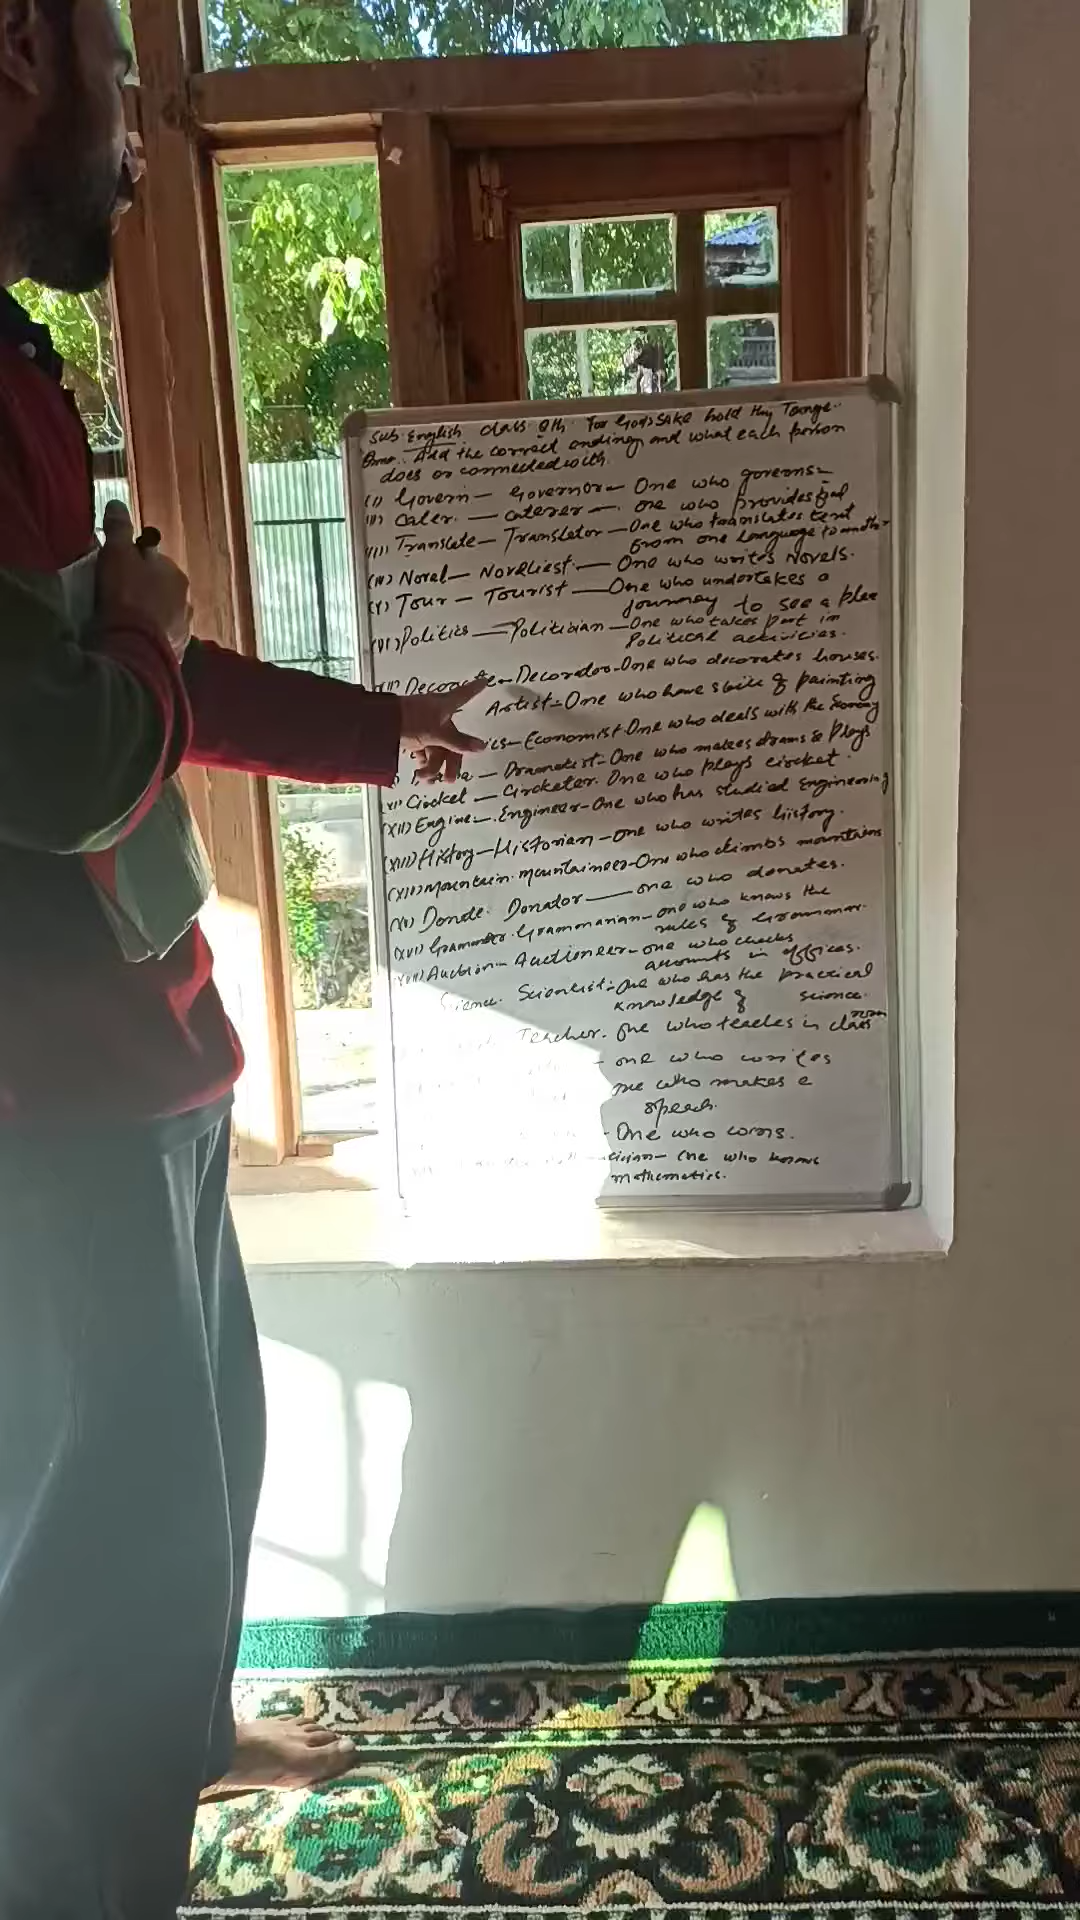 Sub: English class 9th. For God's Sake hold thy Tonge.
Add the correct endings and what each person
does or connected with.
(i) Govern — Governor — One who governs
(ii) Cater. — caterer — one who provides food
(iii) Translate — Translator — One who translates text
from one language to another
(iv) Novel — Noveliest — One who writes Novels.
(v) Tour — Tourist — One who undertakes a
journey to see a place
(vi) Politics — Politician — One who takes part in
Political activities.
Decorator - One who decorates houses.
Artist - One who have skill of painting
ics - Economist - One who deals with the
Dramatist - One who makes drama & plays
(xi) Cricket — Cricketer. One who plays cricket.
(xii) Engine — Engineer - One who has studied Engineering
(xiii) History — Historian — one who writes history.
(xiv) Mountain. mountaineer - One who climbs mountains
(xv) Donate. Donator — one who donates.
(xvi) Grammar. Grammarian — one who knows the
rules of Grammar.
(xvii) Auction — Auctioneer — one who checks
accounts in offices.
Science. Scientist - One who has the practical
knowledge of science.
Teacher. One who teaches in class room
- one who writes
one who makes a
speech.
- One who
cician — One who knows
mathematics.